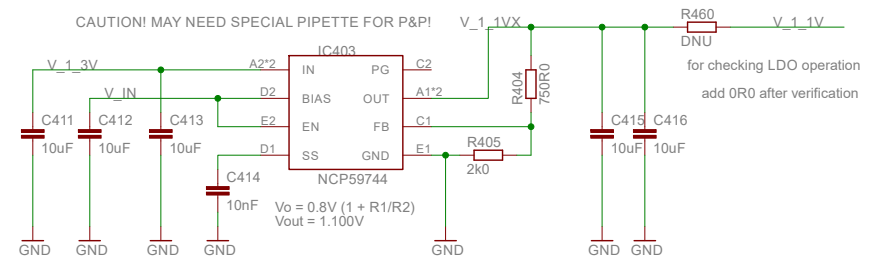 CAUTION! MAY NEED SPECIAL PIPETTE FOR P&P!
V_1_1VX
R460
V_1_1V
DNU
for checking LDO operation
add 0R0 after verification
IC403
V_1_3V
A2*2
IN
PG
C2
V_IN
D2
BIAS
OUT
A1*2
R404
750R0
E2
EN
FB
C1
D1
SS
GND
E1
R405
2k0
C411
10uF
C412
10uF
C413
10uF
C415
10uF
C416
10uF
C414
10nF
NCP59744
Vo = 0.8V (1 + R1/R2)
Vout = 1.100V
GND
GND
GND
GND
GND
GND
GND